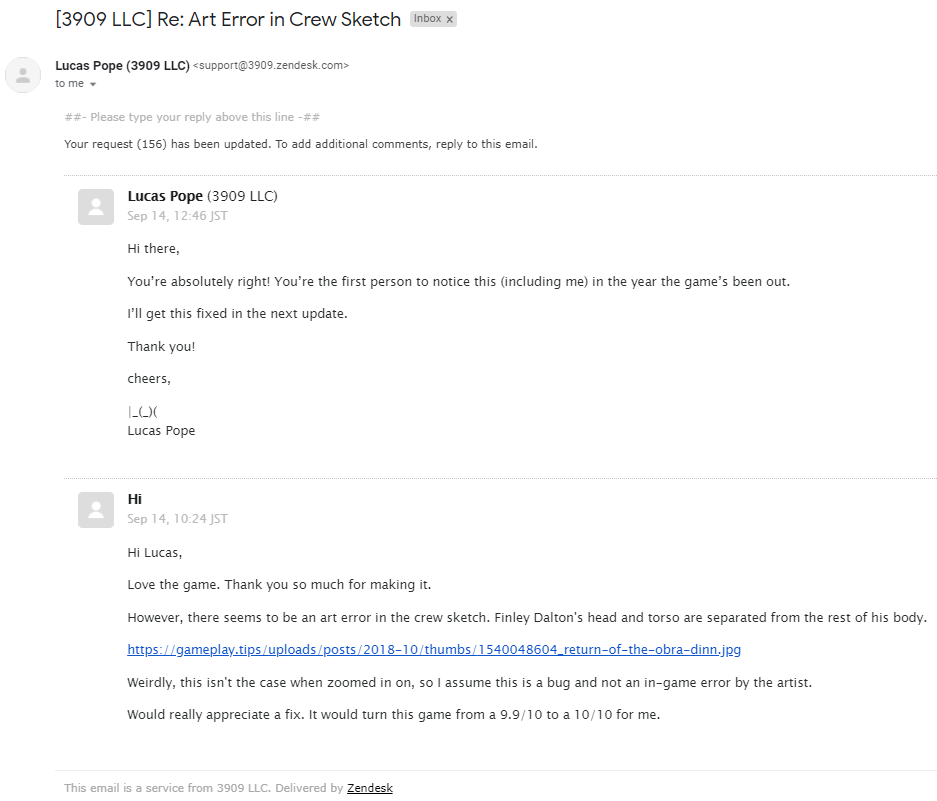 [3909 LLC] Re: Art Error in Crew Sketch Inbox x
Lucas Pope (3909 LLC) <support@3909.zendesk.com>
to me
##- Please type your reply above this line -##
Your request (156) has been updated. To add additional comments, reply to this email.
Lucas Pope (3909 LLC)
Sep 14, 12:46 JST
Hi there,
You're absolutely right! You're the first person to notice this (including me) in the year the game's been out.
I'll get this fixed in the next update.
Thank you!
cheers,
|_(_)(
Lucas Pope
Hi
Sep 14, 10:24 JST
Hi Lucas,
Love the game. Thank you so much for making it.
However, there seems to be an art error in the crew sketch. Finley Dalton's head and torso are separated from the rest of his body.
https://gameplay.tips/uploads/posts/2018-10/thumbs/1540048604_return-of-the-obra-dinn.jpg
Weirdly, this isn't the case when zoomed in on, so I assume this is a bug and not an in-game error by the artist.
Would really appreciate a fix. It would turn this game from a 9.9/10 to a 10/10 for me.
This email is a service from 3909 LLC. Delivered by Zendesk